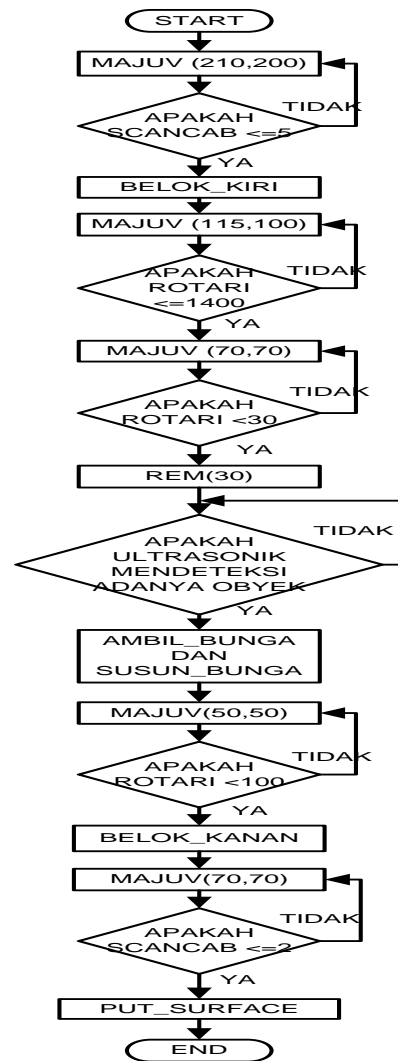 START
MAJUV (210,200)
TIDAK
APAKAH
SCANCAB <=5
YA
BELOK_KIRI
MAJUV (115,100)
TIDAK
APAKAH
ROTARI
<=1400
YA
MAJUV (70,70)
TIDAK
APAKAH
ROTARI <30
YA
REM(30)
TIDAK
APAKAH
ULTRASONIK
MENDETEKSI
ADANYA OBYEK
YA
AMBIL_BUNGA
DAN
SUSUN_BUNGA
MAJUV(50,50)
TIDAK
APAKAH
ROTARI <100
YA
BELOK_KANAN
MAJUV(70,70)
TIDAK
APAKAH
SCANCAB <=2
YA
PUT_SURFACE
END